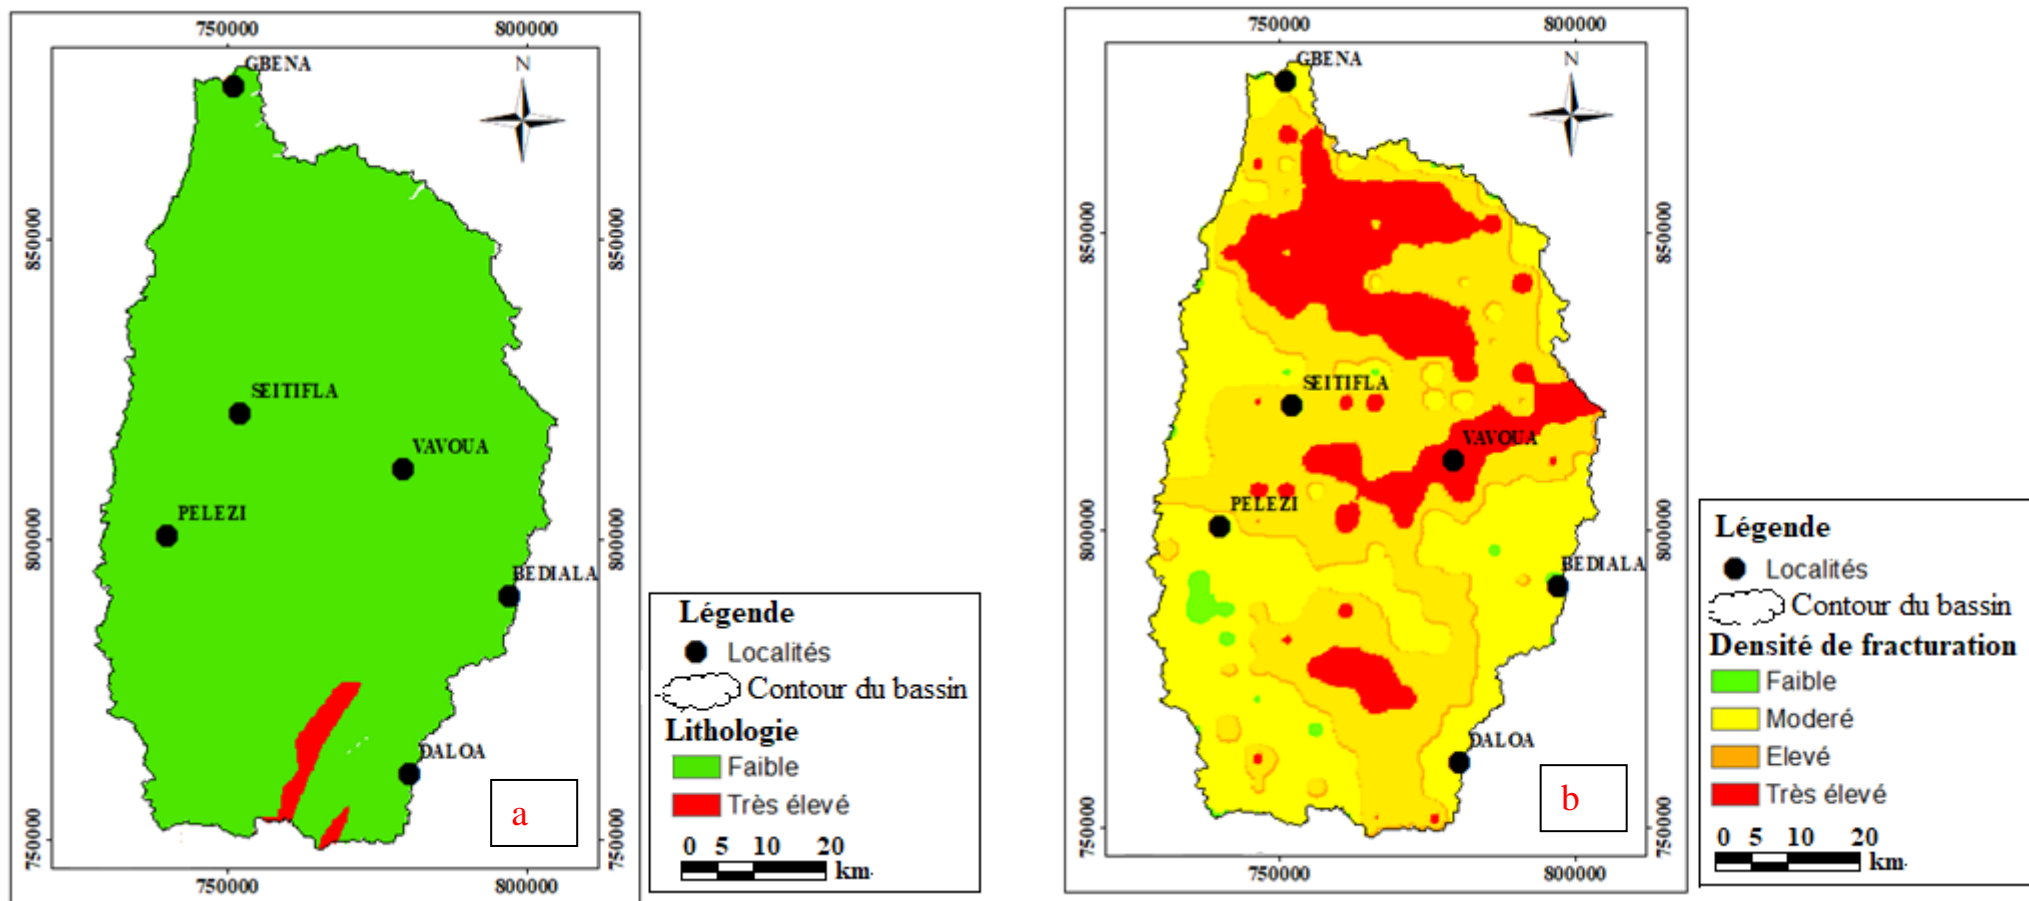 750000 800000
GBENA
N
850000 850000
SEITIFLA
VAVOUA
PELEZI
800000 800000
BEDIALA
DALOA
a
750000 750000
750000 800000
Légende
Localités
Contour du bassin
Lithologie
Faible
Très élevé
0 5 10 20
km
750000 800000
GBENA
N
850000 850000
SEITIFLA
VAVOUA
PELEZI
800000 800000
BEDIALA
DALOA
b
750000 750000
750000 800000
Légende
Localités
Contour du bassin
Densité de fracturation
Faible
Moderé
Elevé
Très élevé
0 5 10 20
km